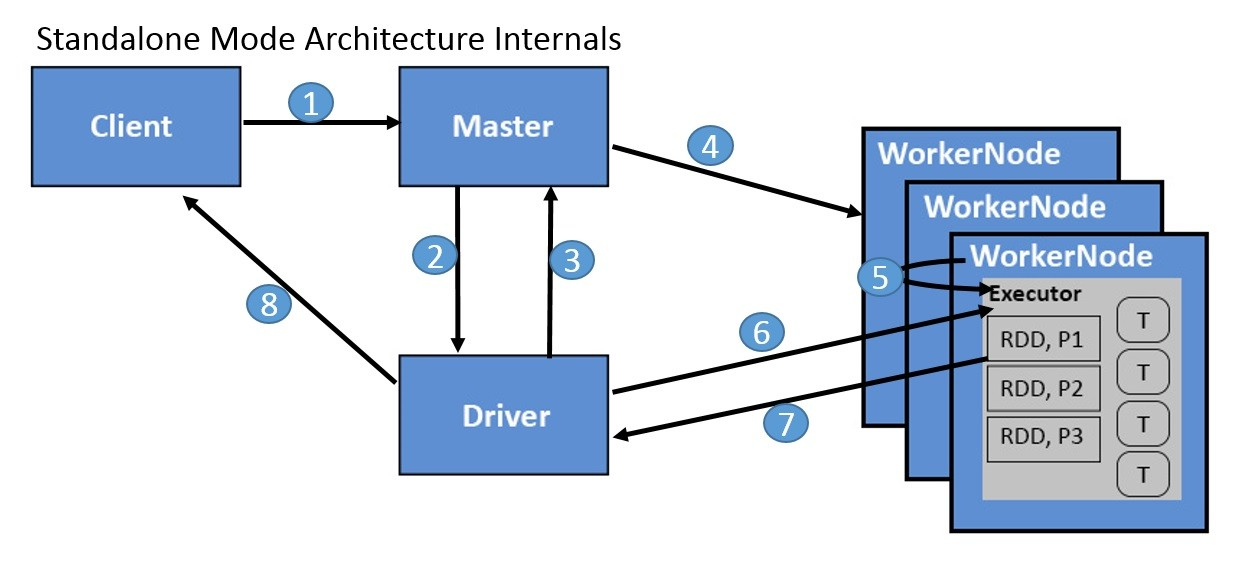 Standalone Mode Architecture Internals
Client
1
Master
4
WorkerNode
WorkerNode
WorkerNode
2
3
5
Executor
8
6
RDD, P1
T
RDD, P2
T
7
Driver
RDD, P3
T
T